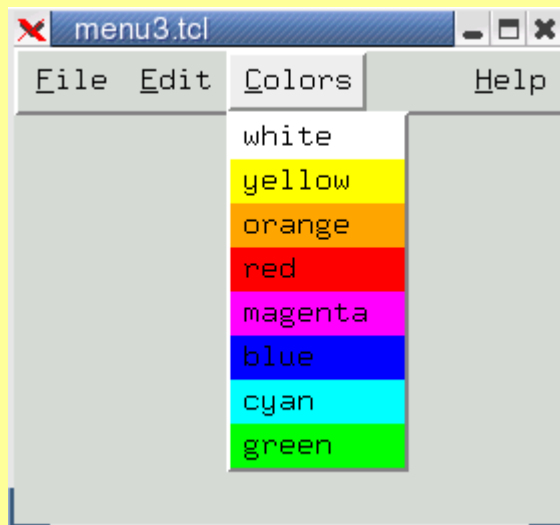 menu3.tcl
File Edit Colors Help
white
yellow
orange
red
magenta
blue
cyan
green